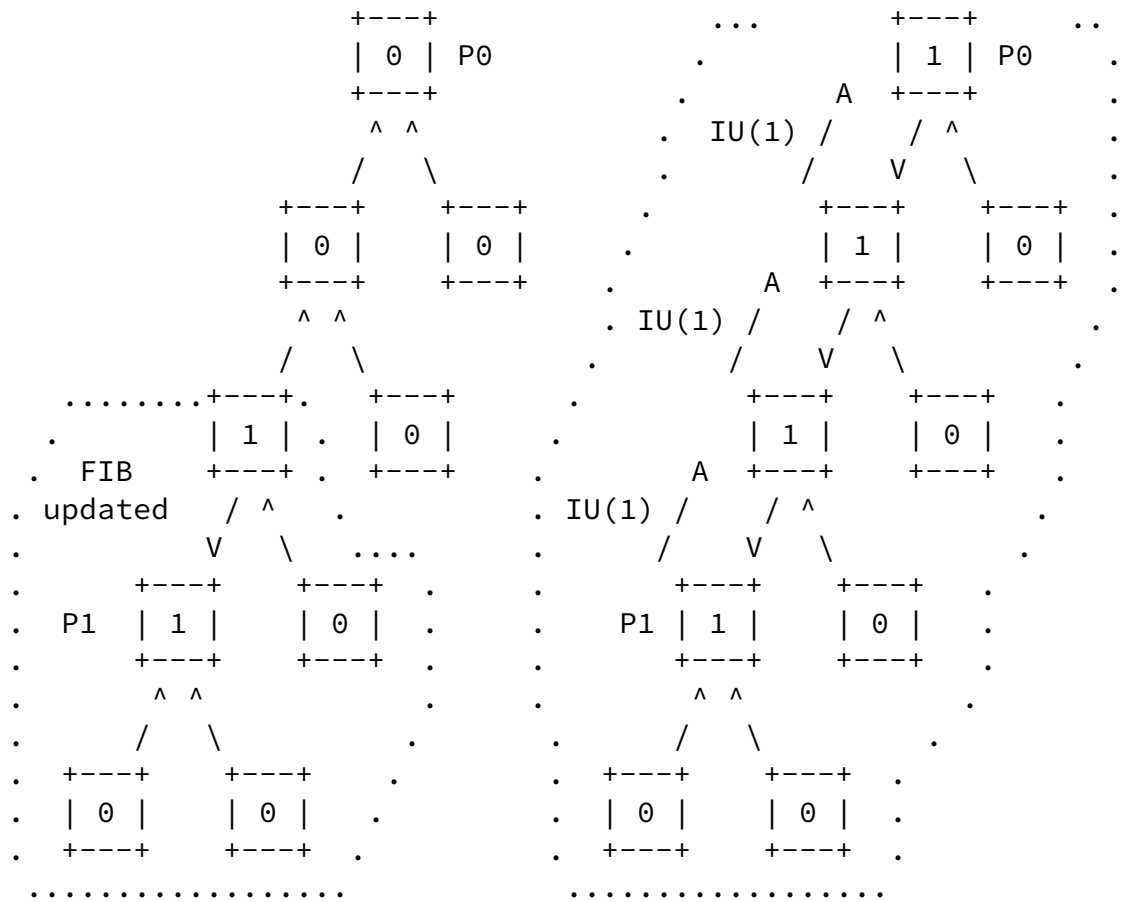 +---+               ...       +---+     ..
                   | 0 | P0           .          | 1 | P0    .
                   +---+             .        A  +---+       .
                    ^ ^             .  IU(1) /    / ^        .
                   /   \            .       /    V   \       .
               +---+    +---+      .         +---+    +---+  .
               | 0 |    | 0 |     .          | 1 |    | 0 |  .
               +---+    +---+    .        A  +---+    +---+  .
                ^ ^              . IU(1) /    / ^           .
               /   \            .       /    V   \         .
   ........+---+.   +---+      .         +---+    +---+   .
  .        | 1 | .  | 0 |     .          | 1 |    | 0 |   .
 .  FIB    +---+ .  +---+    .        A  +---+    +---+   .
. updated   / ^   .          . IU(1) /    / ^            .
.          V   \   ....      .      /    V   \          .
.      +---+    +---+  .     .       +---+    +---+   .
.  P1  | 1 |    | 0 |  .     .    P1 | 1 |    | 0 |   .
.      +---+    +---+  .     .       +---+    +---+   .
.       ^ ^            .     .        ^ ^            .
.      /   \          .       .      /   \         .
.  +---+    +---+    .        .  +---+    +---+  .
.  | 0 |    | 0 |   .         .  | 0 |    | 0 |  .
.  +---+    +---+  .          .  +---+    +---+  .
 ..................            ..................